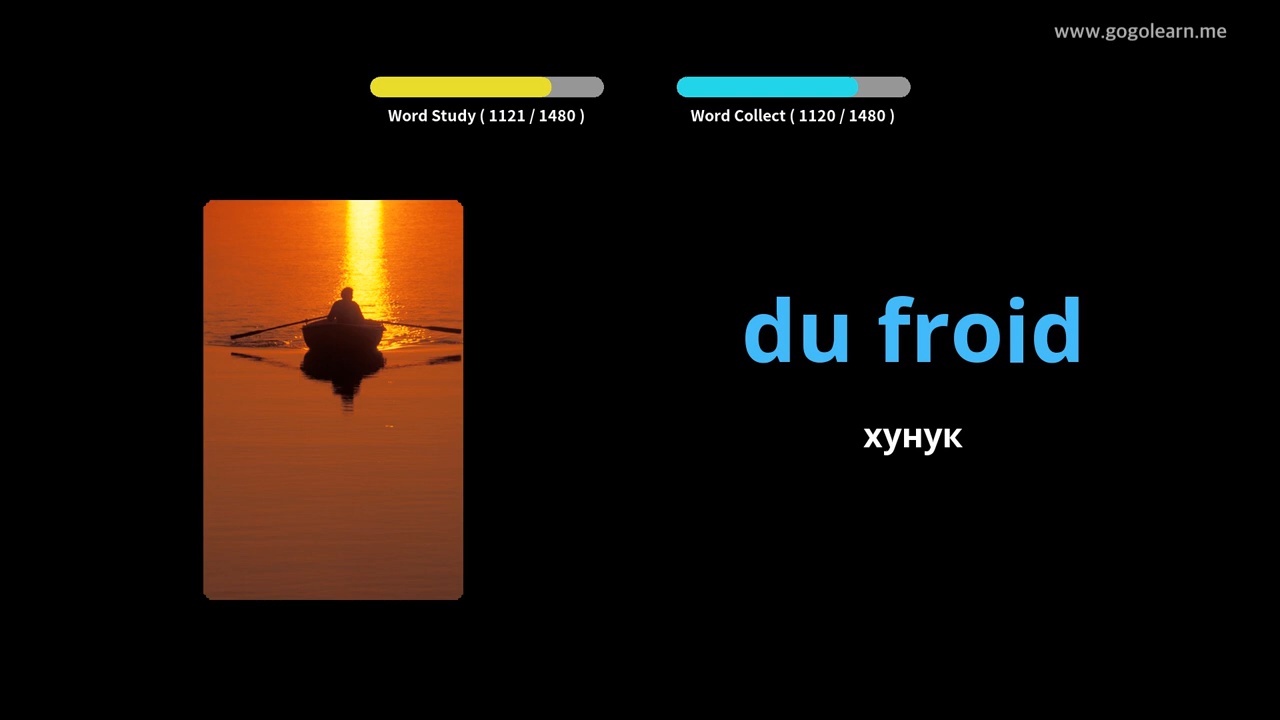 www.gogolearn.me
Word Study ( 1121 / 1480 )
Word Collect ( 1120 / 1480 )
du froid
хунук